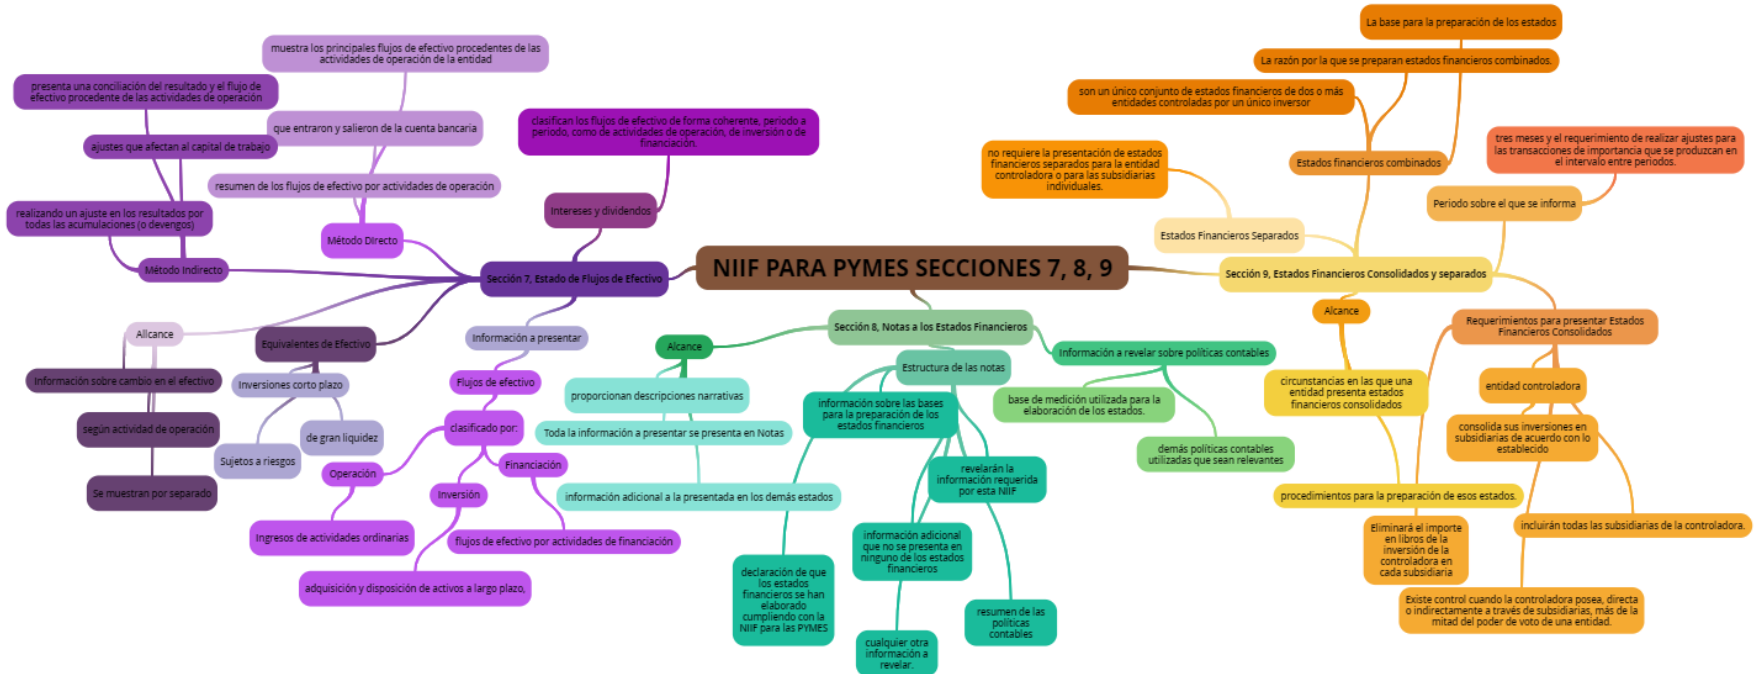 NIIF PARA PYMES SECCIONES 7, 8, 9
Sección 7, Estado de Flujos de Efectivo
muestra los principales flujos de efectivo procedentes de las
actividades de operación de la entidad
que entraron y salieron de la cuenta bancaria
resumen de los flujos de efectivo por actividades de operación
Método DIrecto
presenta una conciliación del resultado y el flujo de
efectivo procedente de las actividades de operación
ajustes que afectan al capital de trabajo
realizando un ajuste en los resultados por
todas las acumulaciones (o devengos)
Método Indirecto
clasifican los flujos de efectivo de forma coherente, periodo a
periodo, como de actividades de operación, de inversión o de
financiación.
Intereses y dividendos
Allcance
Información sobre cambio en el efectivo
según actividad de operación
Se muestran por separado
Equivalentes de Efectivo
Inversiones corto plazo
Sujetos a riesgos
de gran líquidez
Información a presentar
Flujos de efectivo
clasificado por:
Operación
Ingresos de actividades ordinarias
Inversión
adquisición y disposición de activos a largo plazo,
Financiación
flujos de efectivo por actividades de financiación
Sección 8, Notas a los Estados Financieros
Alcance
proporcionan descripciones narrativas
Toda la información a presentar se presenta en Notas
información adicional a la presentada en los demás estados
Estructura de las notas
información sobre las bases
para la preparación de los
estados financieros
revelarán la
información requerida
por esta NIIF
información adicional
que no se presenta en
ninguno de los estados
financieros
declaración de que
los estados
financieros se han
elaborado
cumpliendo con la
NIIF para las PYMES
resumen de las
políticas
contables
cualquier otra
información a
revelar.
Información a revelar sobre políticas contables
base de medición utilizada para la
elaboración de los estados.
demás políticas contables
utilizadas que sean relevantes
Sección 9, Estados Financieros Consolidados y separados
La base para la preparación de los estados
La razón por la que se preparan estados financieros combinados.
son un único conjunto de estados financieros de dos o más
entidades controladas por un único inversor
Estados financieros combinados
no requiere la presentación de estados
financieros separados para la entidad
controladora o para las subsidiarias
individuales.
Estados Financieros Separados
tres meses y el requerimiento de realizar ajustes para
las transacciones de importancia que se produzcan en
el intervalo entre periodos.
Periodo sobre el que se informa
Alcance
circunstancias en las que una
entidad presenta estados
financieros consolidados
procedimientos para la preparación de esos estados.
Requerimientos para presentar Estados
Financieros Consolidados
entidad controladora
consolida sus inversiones en
subsidiarias de acuerdo con lo
establecido
incluirán todas las subsidiarias de la controladora.
Eliminará el importe
en libros de la
inversión de la
controladora en
cada subsidiaria
Existe control cuando la controladora posea, directa
o indirectamente a través de subsidiarias, más de la
mitad del poder de voto de una entidad.